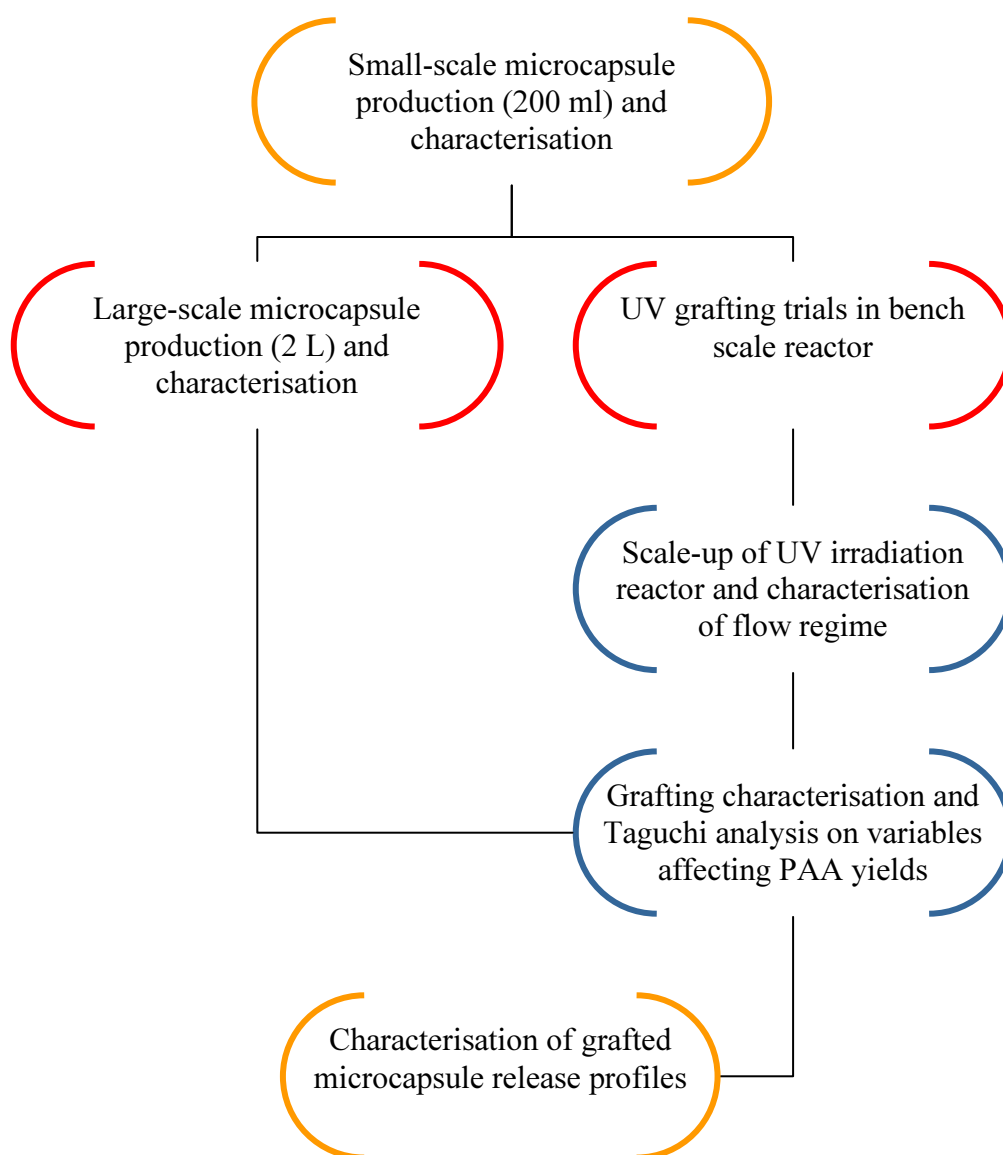 Small-scale microcapsule
production (200 ml) and
characterisation
Large-scale microcapsule
production (2 L) and
characterisation
UV grafting trials in bench
scale reactor
Scale-up of UV irradiation
reactor and characterisation
of flow regime
Grafting characterisation and
Taguchi analysis on variables
affecting PAA yields
Characterisation of grafted
microcapsule release profiles